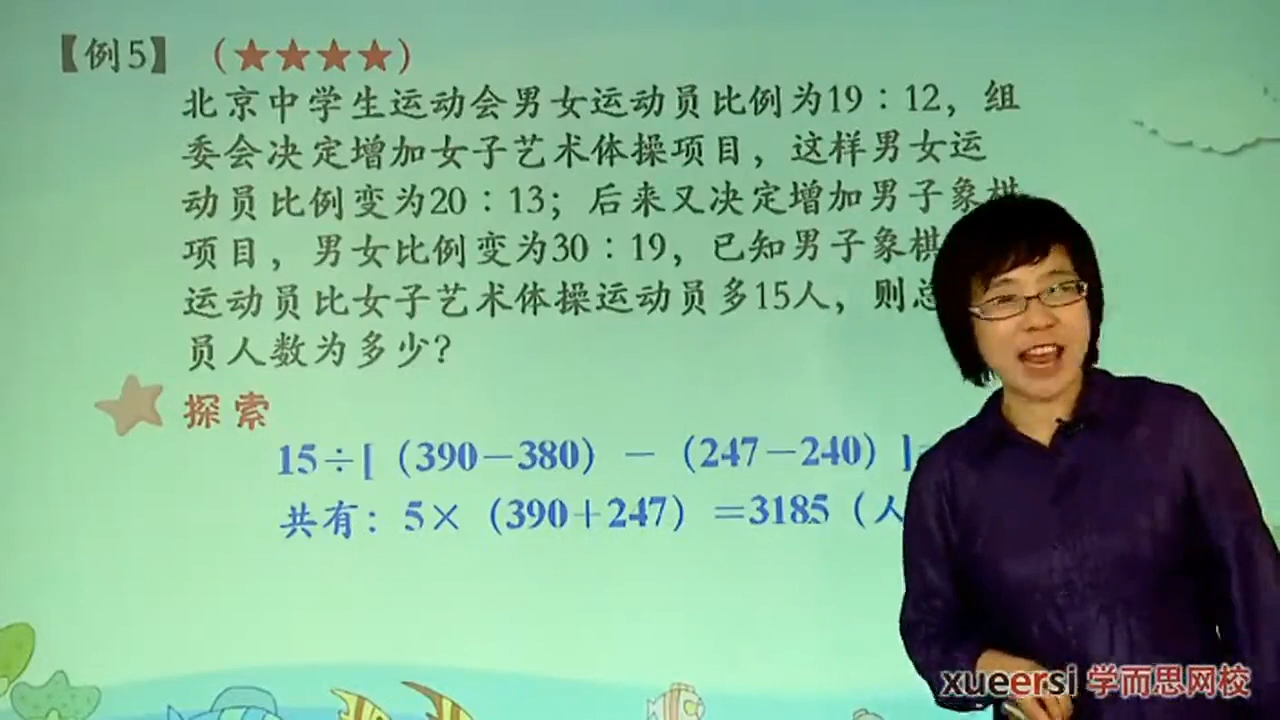 【例5】 （★★★★）
北京中学生运动会男女运动员比例为19：12，组
委会决定增加女子艺术体操项目，这样男女运
动员比例变为20：13；后来又决定增加男子象棋
项目，男女比例变为30：19，已知男子象棋
运动员比女子艺术体操运动员多15人，则总
员人数为多少？
探索
15÷[（390－380）－（247－240）]
共有：5×（390＋247）＝3185（人
xueersi 学而思网校